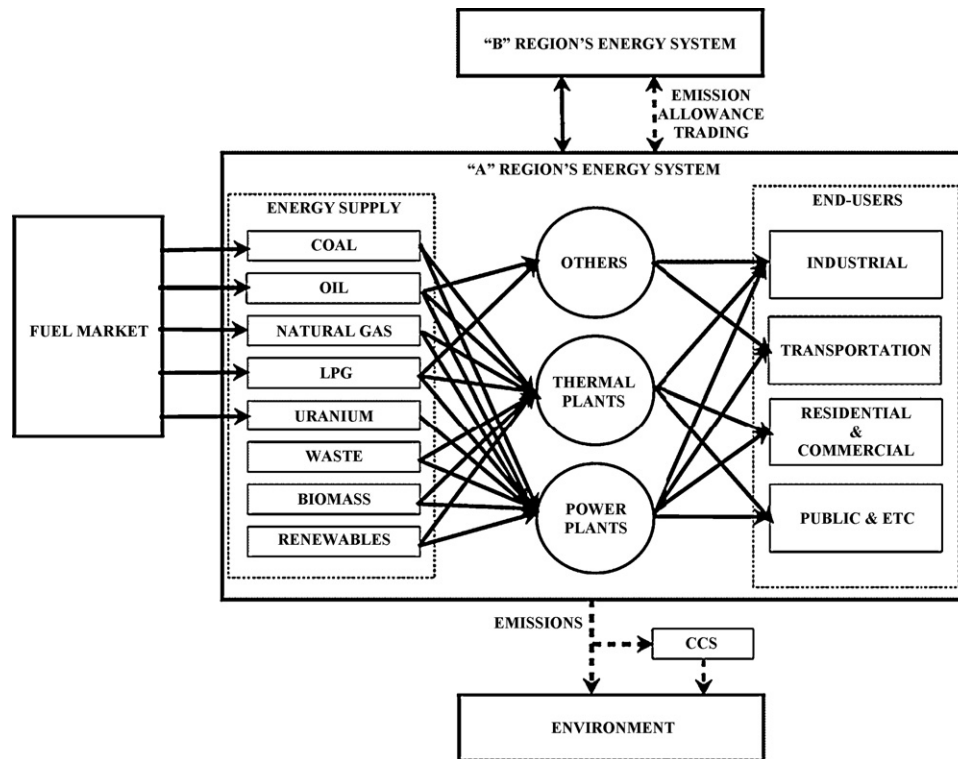 “B” REGION’S ENERGY SYSTEM
EMISSION
ALLOWANCE
TRADING
“A” REGION’S ENERGY SYSTEM
FUEL MARKET
ENERGY SUPPLY
COAL
OIL
NATURAL GAS
LPG
URANIUM
WASTE
BIOMASS
RENEWABLES
OTHERS
THERMAL
PLANTS
POWER
PLANTS
END-USERS
INDUSTRIAL
TRANSPORTATION
RESIDENTIAL
&
COMMERCIAL
PUBLIC & ETC
EMISSIONS
CCS
ENVIRONMENT